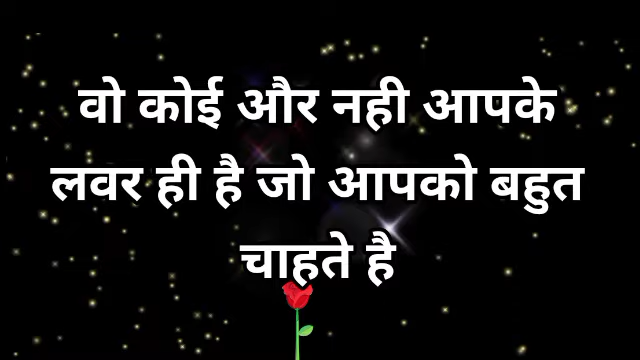 वो कोई और नही आपके
लवर ही है जो आपको बहुत
चाहते है